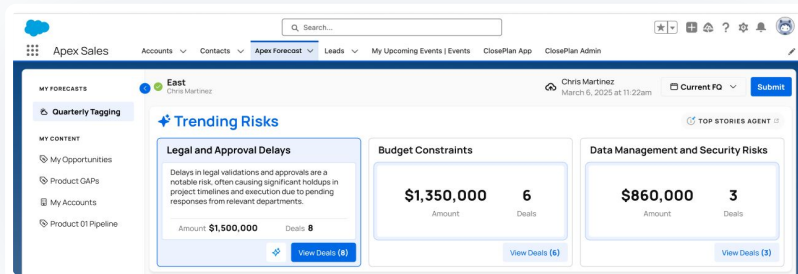 Search...
Apex Sales
Accounts
Contacts
Apex Forecast
Leads
My Upcoming Events | Events
ClosePlan App
ClosePlan Admin
MY FORECASTS
Quarterly Tagging
MY CONTENT
My Opportunities
Product GAPs
My Accounts
Product 01 Pipeline
East
Chris Martinez
Chris Martinez
March 6, 2025 at 11:22am
Current FQ
Submit
Trending Risks
TOP STORIES AGENT
Legal and Approval Delays
Delays in legal validations and approvals are a
notable risk, often causing significant holdups in
project timelines and execution due to pending
responses from relevant departments.
Amount $1,500,000 Deals 8
View Deals (8)
Budget Constraints
$1,350,000 6
Amount Deals
View Deals (6)
Data Management and Security Risks
$860,000 3
Amount Deals
View Deals (3)